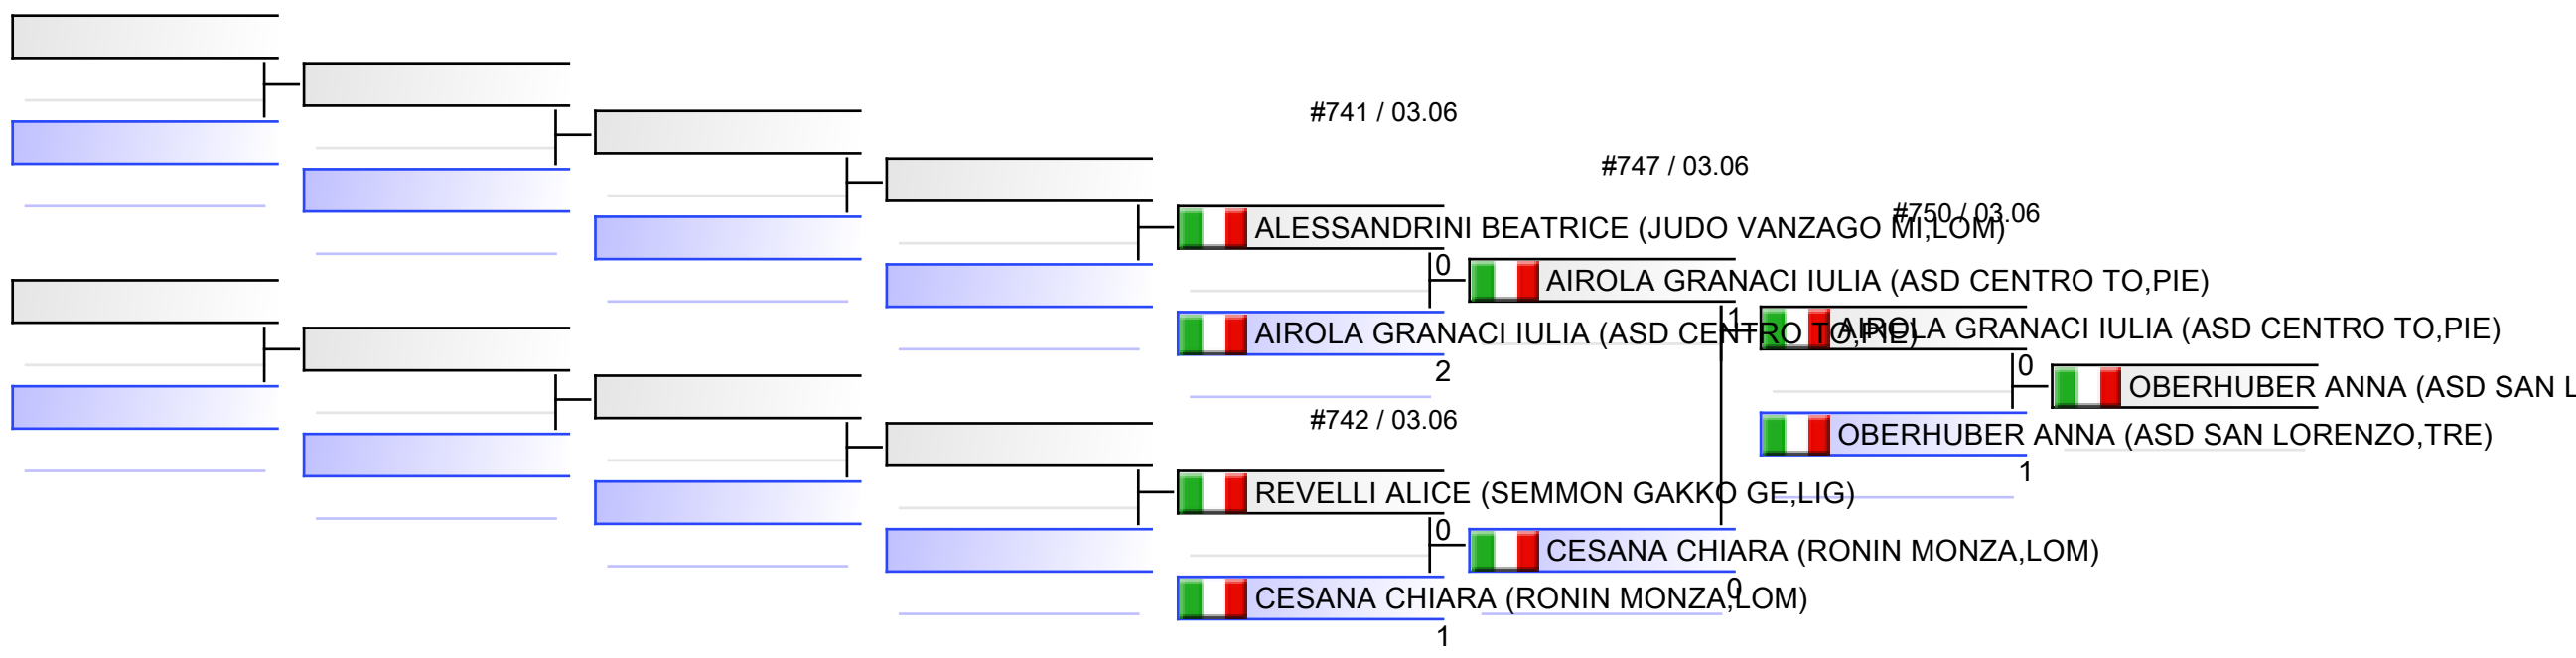 #741 / 03.06
#747 / 03.06
#750 / 03.06
ALESSANDRINI BEATRICE (JUDO VANZAGO MI,LOM)
0
AIROLA GRANACI IULIA (ASD CENTRO TO,PIE)
AIROLA GRANACI IULIA (ASD CENTRO TO,PIE)
1
AIROLA GRANACI IULIA (ASD CENTRO TO,PIE)
2
0
OBERHUBER ANNA (ASD SAN L
#742 / 03.06
OBERHUBER ANNA (ASD SAN LORENZO,TRE)
1
REVELLI ALICE (SEMMON GAKKO GE,LIG)
0
CESANA CHIARA (RONIN MONZA,LOM)
0
CESANA CHIARA (RONIN MONZA,LOM)
1